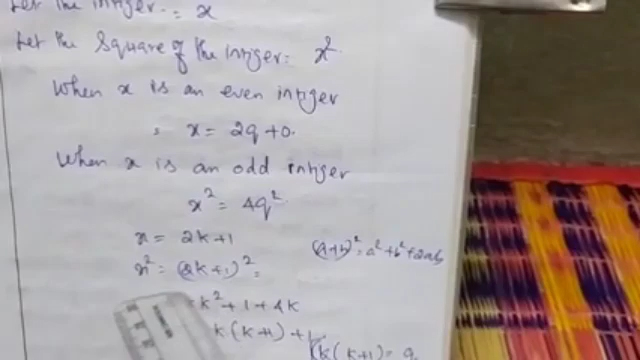 Let the integer = x
Let the Square of the integer = x²
When x is an even integer
x = 2q + 0.
When x is an odd integer
x² = 4q²
x = 2k+1
x² = (2k+1)² =
(a+b)² = a² + b² + 2ab
k² + 1 + 4k
k(k+1) + 1
k(k+1) = q